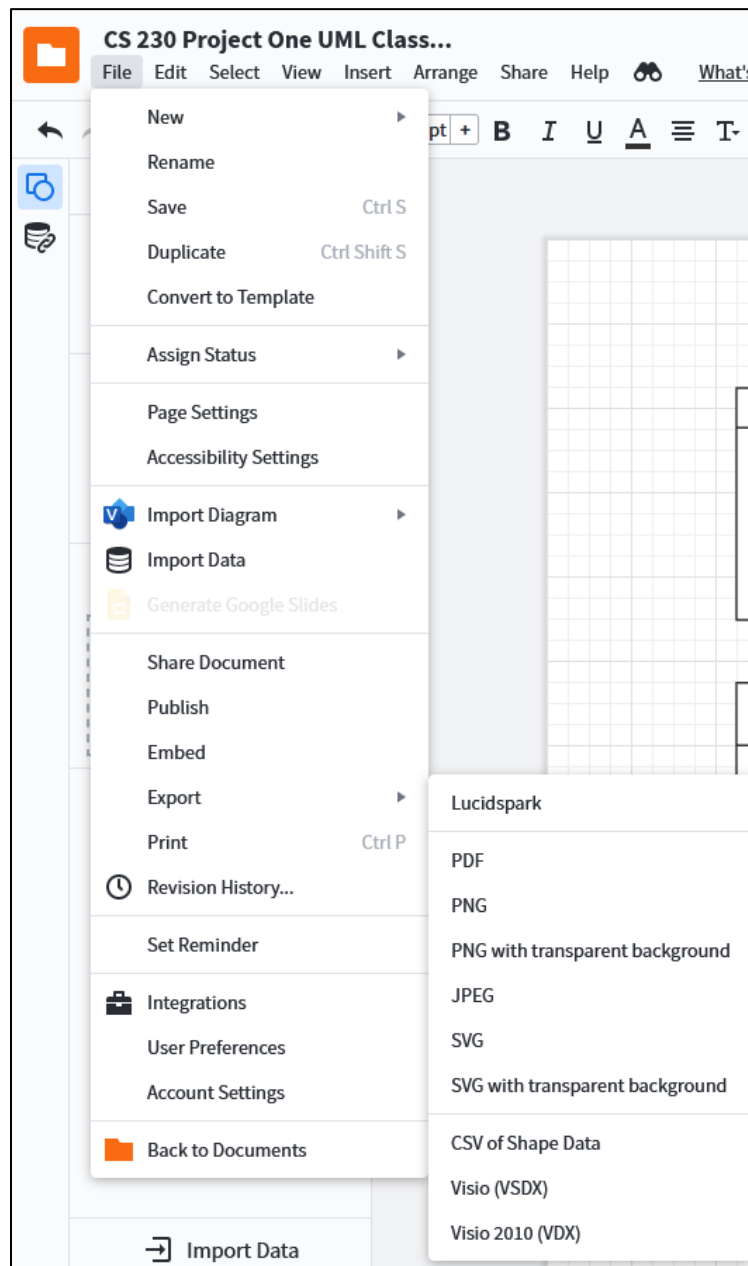 CS 230 Project One UML Class...
File Edit Select View Insert Arrange Share Help What's
pt + B I U A T
New
Rename
Save Ctrl S
Duplicate Ctrl Shift S
Convert to Template
Assign Status
Page Settings
Accessibility Settings
Import Diagram
Import Data
Generate Google Slides
Share Document
Publish
Embed
Export
Print Ctrl P
Revision History...
Set Reminder
Integrations
User Preferences
Account Settings
Back to Documents
Import Data
Lucidspark
PDF
PNG
PNG with transparent background
JPEG
SVG
SVG with transparent background
CSV of Shape Data
Visio (VSDX)
Visio 2010 (VDX)